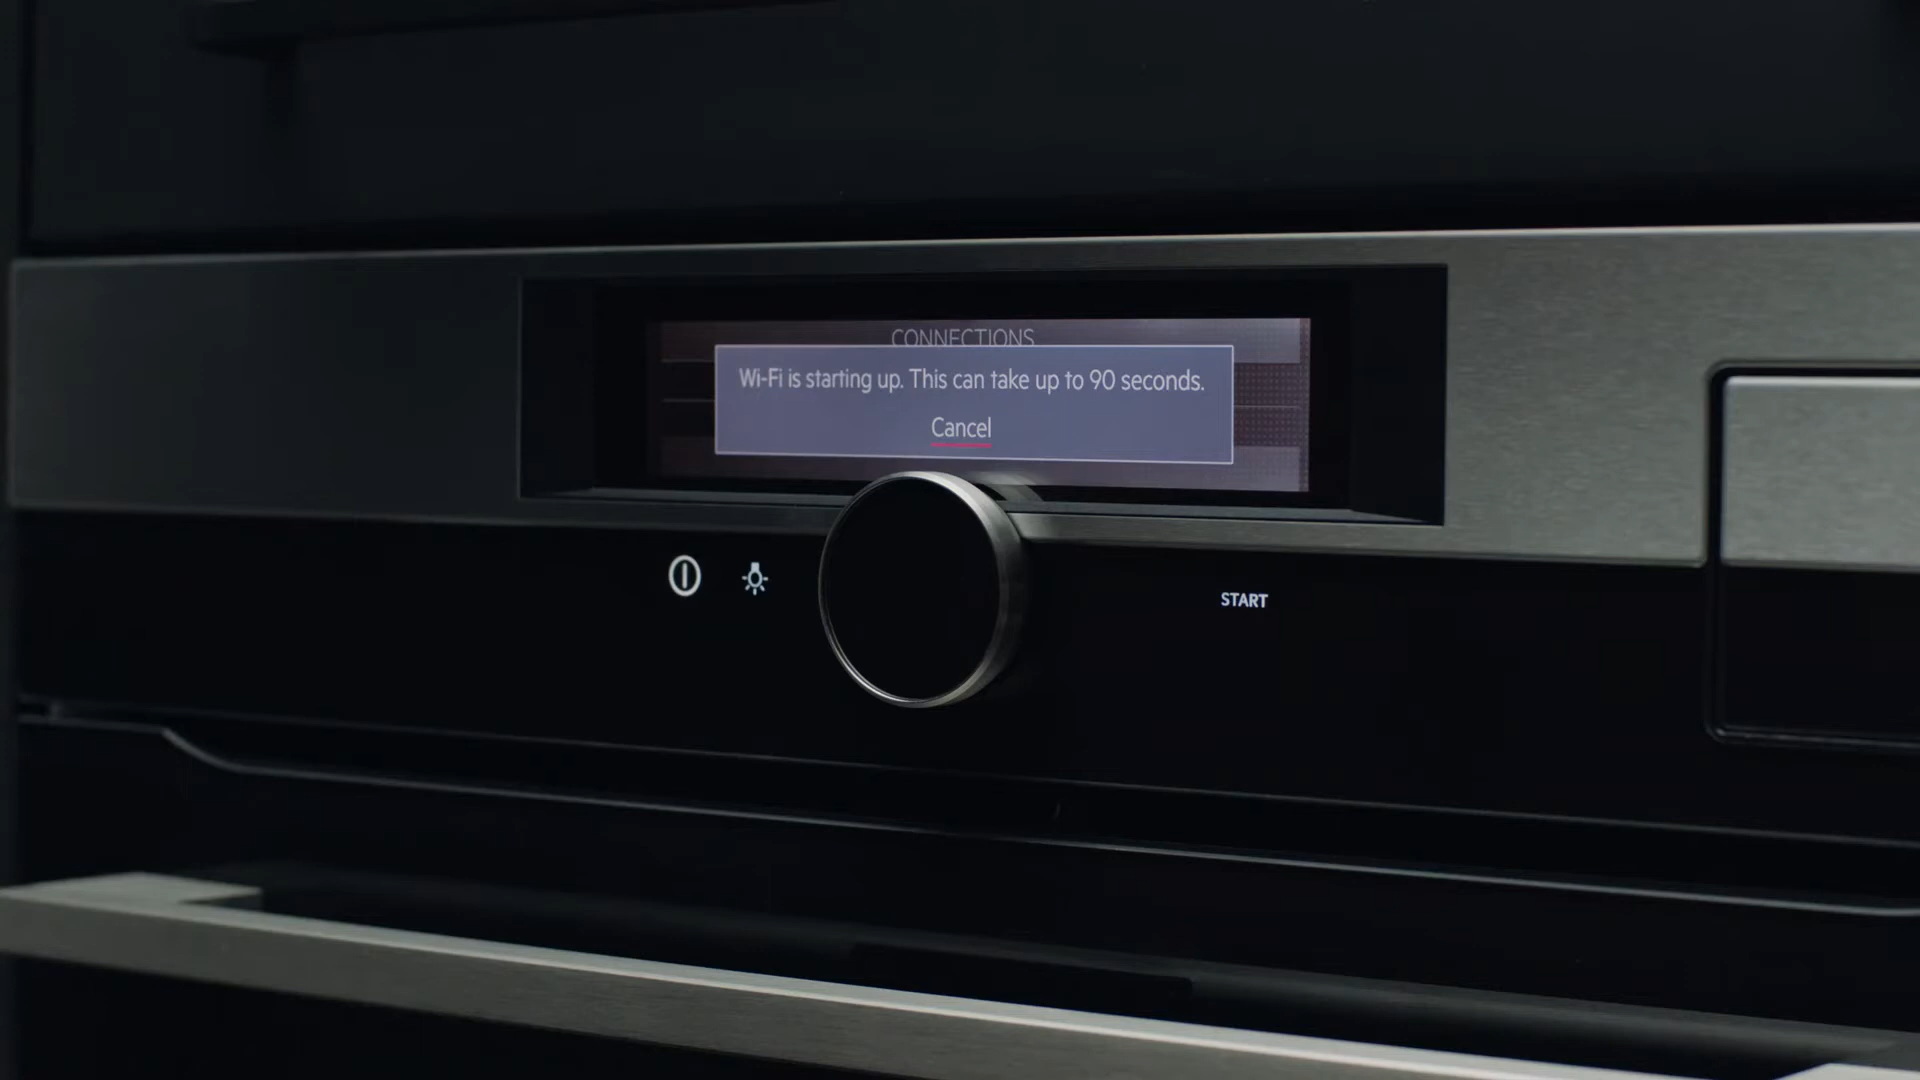 CONNECTIONS
Wi-Fi is starting up. This can take up to 90 seconds.
Cancel
START